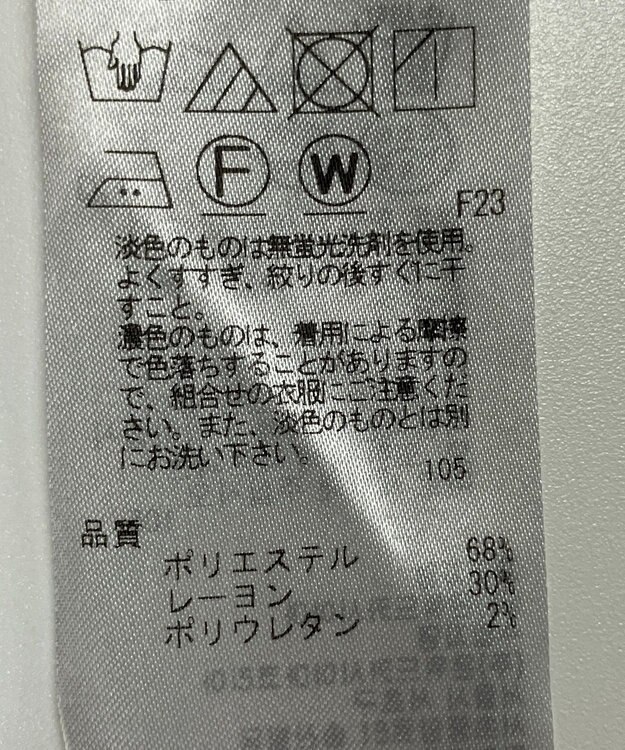 F
W
F23
淡色のものは無蛍光洗剤を使用。
よくすすぎ、絞りの後すぐに干
すこと。
濃色のものは、着用による摩擦
で色落ちすることがありますの
で、組合せの衣服にご注意くだ
さい。また、淡色のものとは別
にお洗い下さい。
105
品質
ポリエステル 68%
レーヨン 30%
ポリウレタン 2%